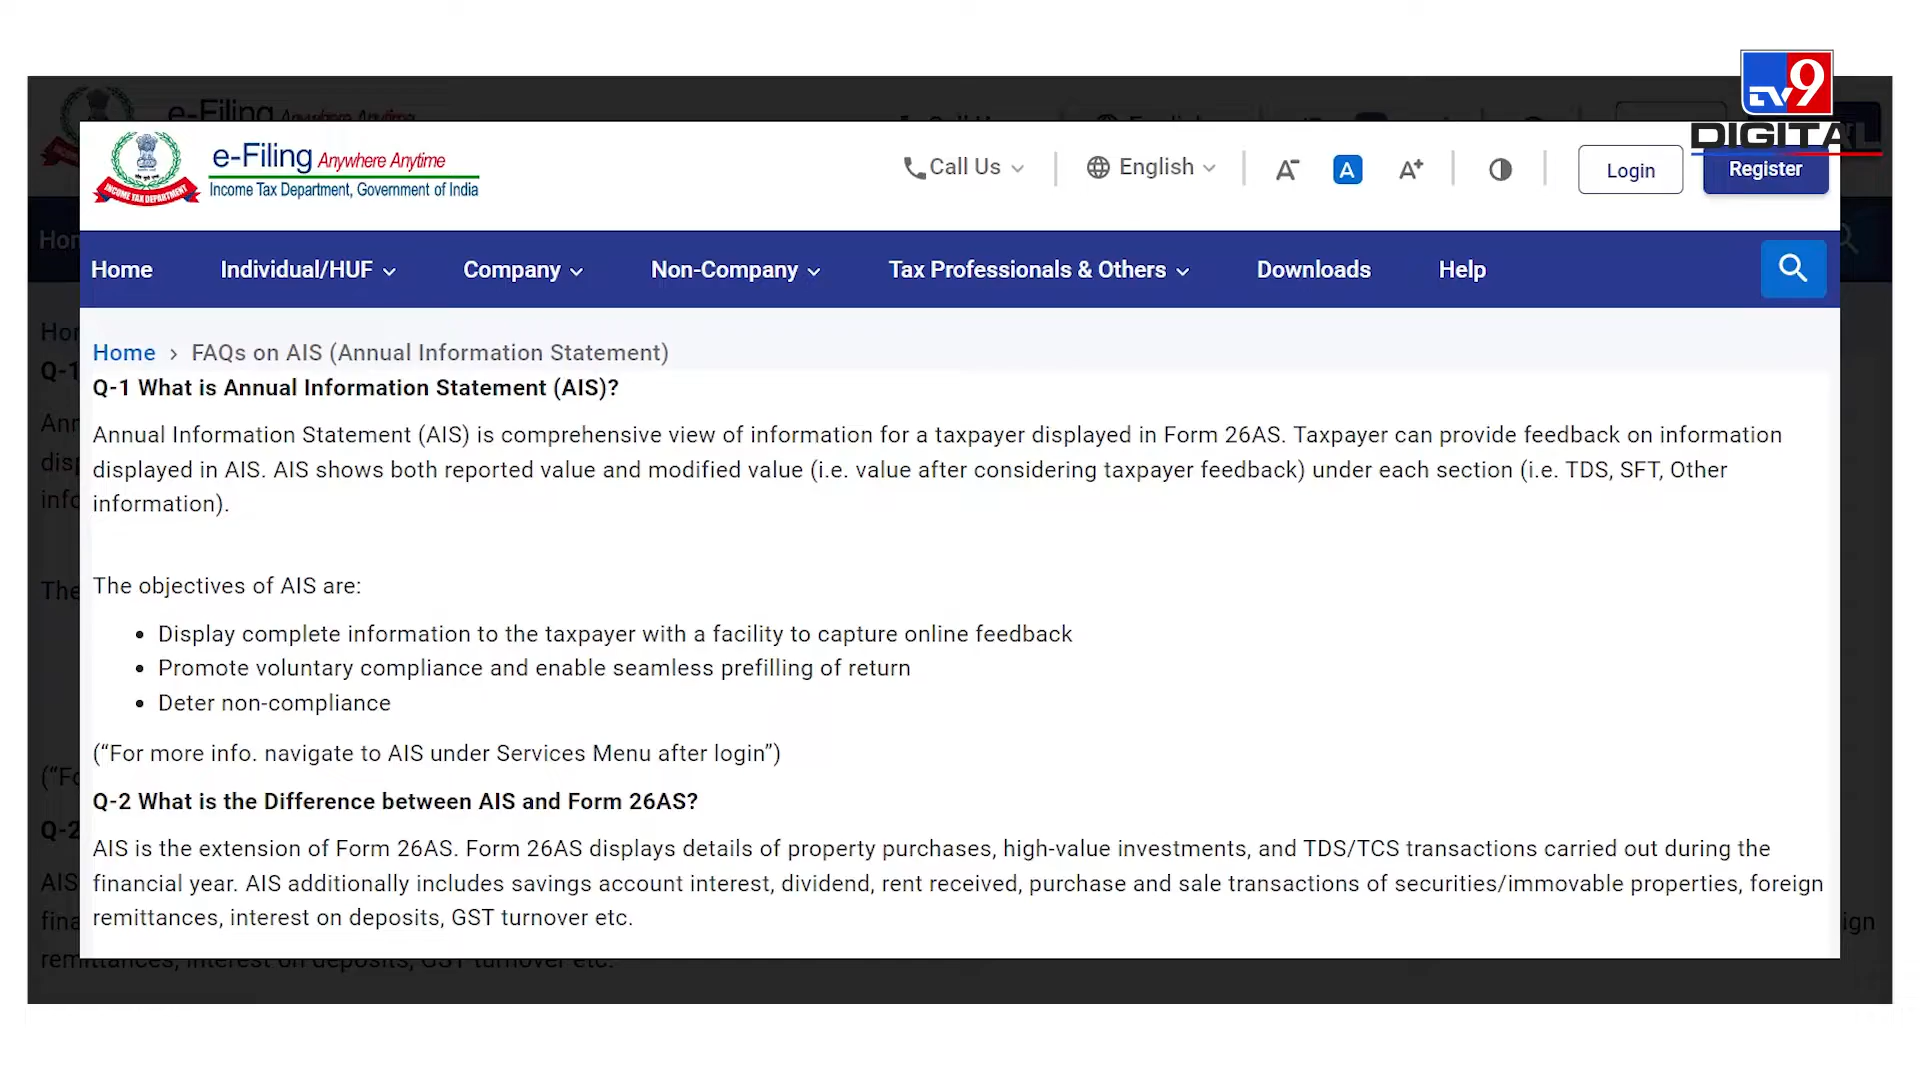 TV9
DIGITAL
e-Filing Anywhere Anytime
Income Tax Department, Government of India
INCOME TAX DEPARTMENT
Call Us
English
A-
A
A+
Login
Register
Home
Individual/HUF
Company
Non-Company
Tax Professionals & Others
Downloads
Help
Home > FAQs on AIS (Annual Information Statement)
Q-1 What is Annual Information Statement (AIS)?
Annual Information Statement (AIS) is comprehensive view of information for a taxpayer displayed in Form 26AS. Taxpayer can provide feedback on information
displayed in AIS. AIS shows both reported value and modified value (i.e. value after considering taxpayer feedback) under each section (i.e. TDS, SFT, Other
information).
The objectives of AIS are:
• Display complete information to the taxpayer with a facility to capture online feedback
• Promote voluntary compliance and enable seamless prefilling of return
• Deter non-compliance
(“For more info. navigate to AIS under Services Menu after login”)
Q-2 What is the Difference between AIS and Form 26AS?
AIS is the extension of Form 26AS. Form 26AS displays details of property purchases, high-value investments, and TDS/TCS transactions carried out during the
financial year. AIS additionally includes savings account interest, dividend, rent received, purchase and sale transactions of securities/immovable properties, foreign
remittances, interest on deposits, GST turnover etc.